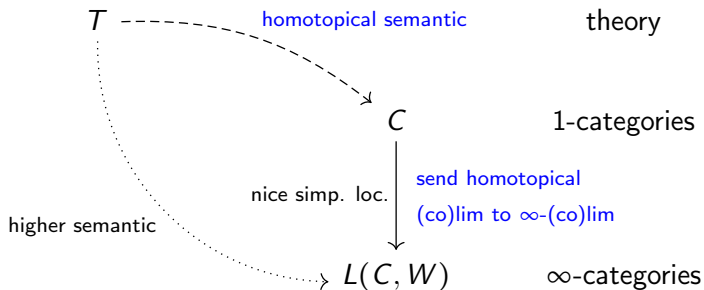 T homotopical semantic theory
C 1-categories
nice simp. loc. send homotopical
(co)lim to ∞-(co)lim
higher semantic
L(C, W) ∞-categories